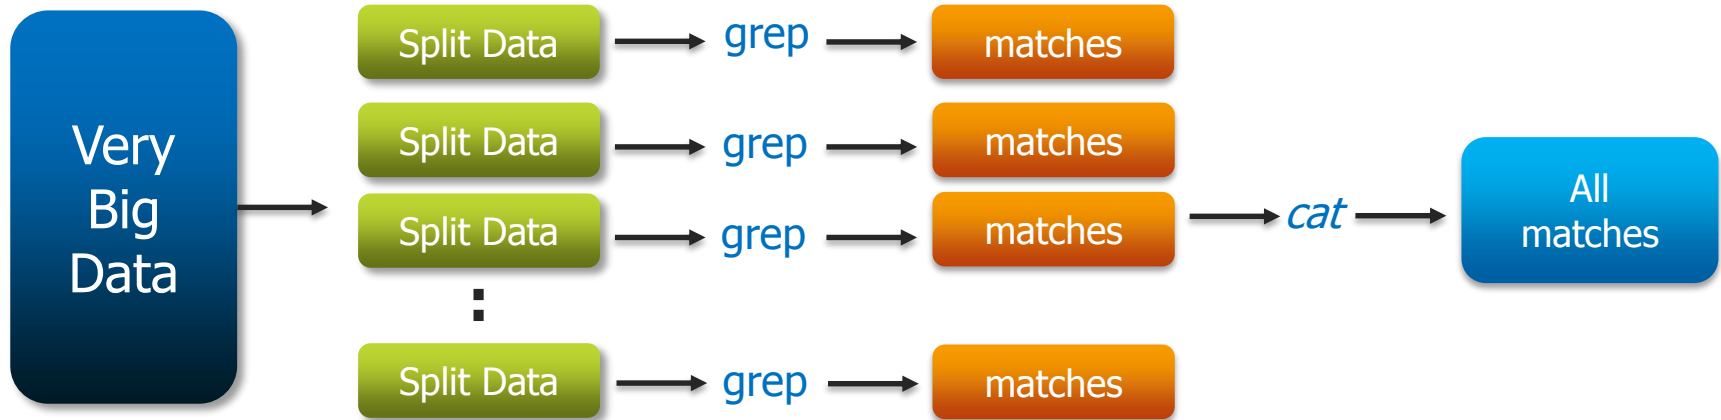 Very
Big
Data
Split Data
grep
matches
Split Data
grep
matches
Split Data
grep
matches
:
Split Data
grep
matches
cat
All
matches